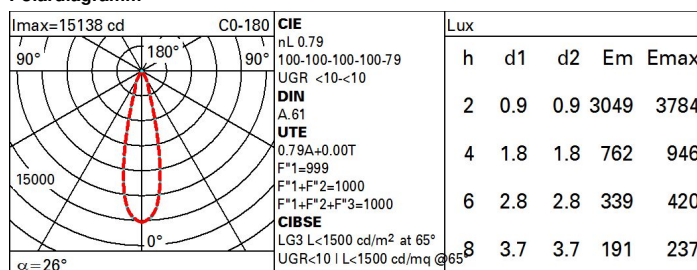 Imax=15138 cd C0-180
90° 180° 90°
15000
0°
α=26°
CIE
nL 0.79
100-100-100-100-79
UGR <10-<10
DIN
A.61
UTE
0.79A+0.00T
F"1=999
F"1+F"2=1000
F"1+F"2+F"3=1000
CIBSE
LG3 L<1500 cd/m² at 65°
UGR<10 | L<1500 cd/mq @65°
Lux
h d1 d2 Em Emax
2 0.9 0.9 3049 3784
4 1.8 1.8 762 946
6 2.8 2.8 339 420
8 3.7 3.7 191 237